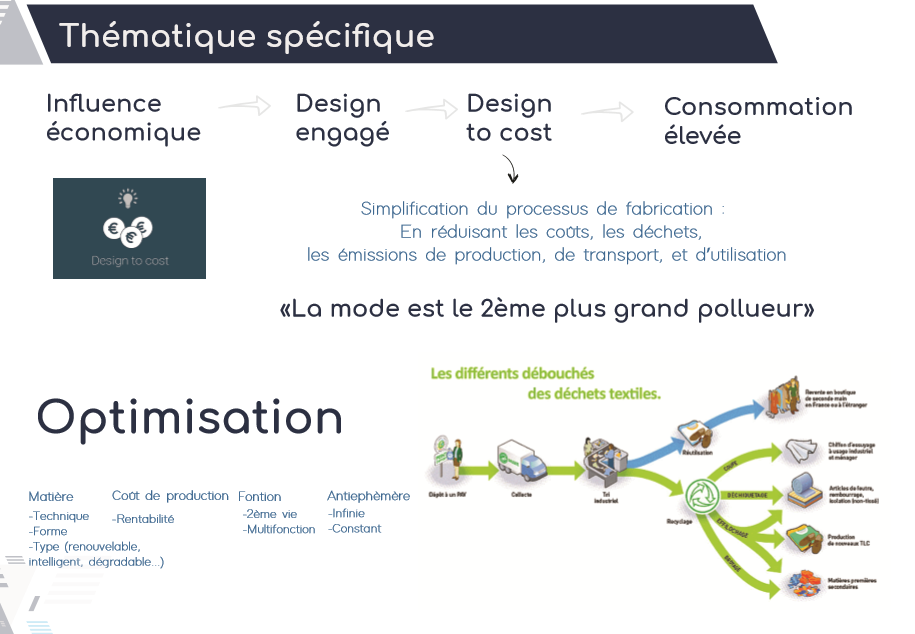 Thématique spécifique
Influence
économique
Design
engagé
Design
to cost
Consommation
élevée
Design to cost
Simplification du processus de fabrication :
En réduisant les coûts, les déchets,
les émissions de production, de transport, et d'utilisation
«La mode est le 2ème plus grand pollueur»
Optimisation
Matière
-Technique
-Forme
-Type (renouvelable,
intelligent, dégradable...)
Coût de production
-Rentabilité
Fontion
-2ème vie
-Multifonction
Antiephèmère
-Infinie
-Constant
Les différents débouchés
des déchets textiles.
Dépôt à un PAV
Collecte
Tri
industriel
Réutilisation
Revente en boutique
de seconde main
en France ou à l'étranger
Recyclage
COUPE
Chiffon d'essuyage
à usage industriel
et ménager
DÉCHIQUETAGE
Articles de feutre,
rembourrage,
isolation (non-tissé)
EFFILOCHAGE
Production
de nouveaux TLC
BROYAGE
Matières premières
secondaires